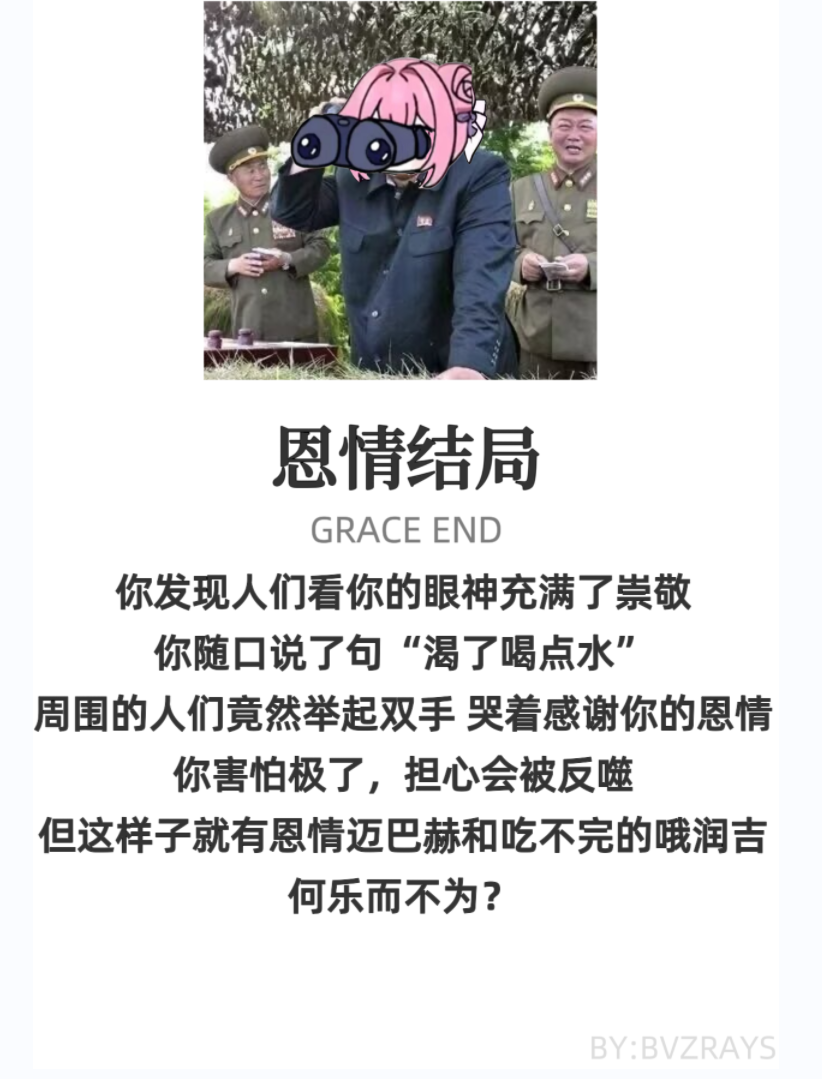 恩情结局
GRACE END
你发现人们看你的眼神充满了崇敬
你随口说了句“渴了喝点水”
周围的人们竟然举起双手 哭着感谢你的恩情
你害怕极了，担心会被反噬
但这样子就有恩情迈巴赫和吃不完的哦润吉
何乐而不为？
BY:BVZRAYS